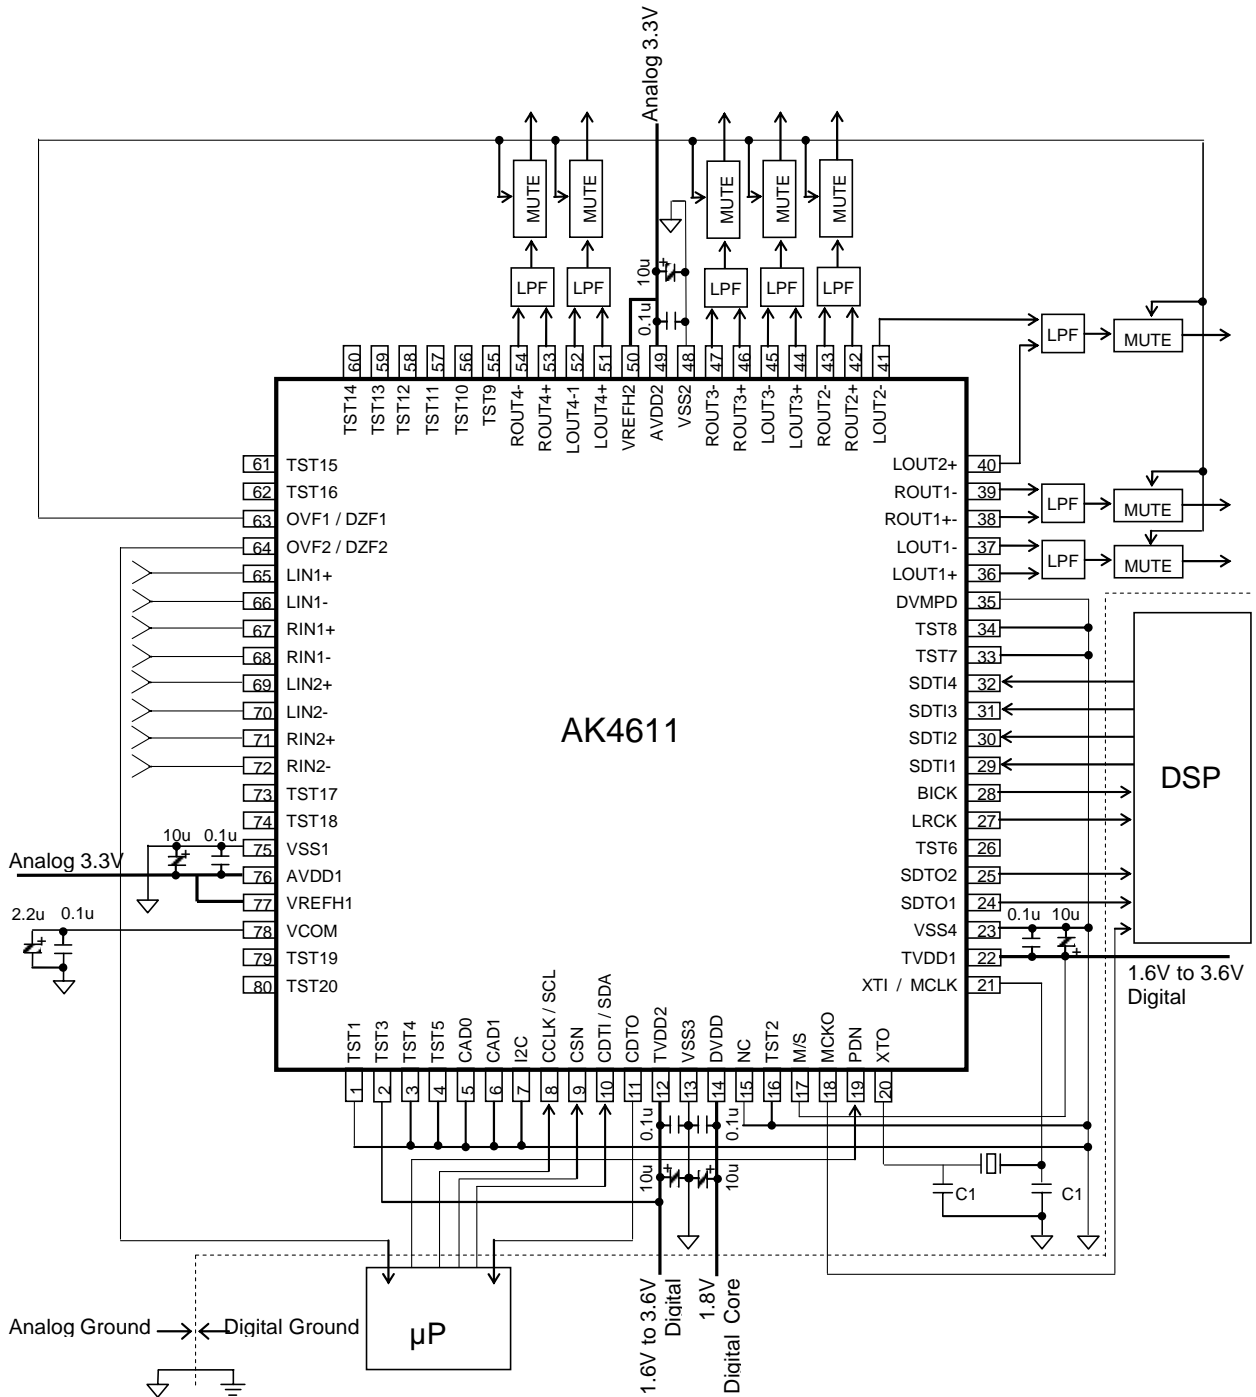 Analog 3.3V
MUTE
MUTE
MUTE
MUTE
MUTE
10u
+
0.1u
LPF
LPF
LPF
LPF
LPF
LPF
MUTE
60
59
58
57
56
55
54
53
52
51
50
49
48
47
46
45
44
43
42
41
TST14
TST13
TST12
TST11
TST10
TST9
ROUT4-
ROUT4+
LOUT4-1
LOUT4+
VREFH2
AVDD2
VSS2
ROUT3-
ROUT3+
LOUT3-
LOUT3+
ROUT2-
ROUT2+
LOUT2-
61 TST15
62 TST16
63 OVF1 / DZF1
64 OVF2 / DZF2
65 LIN1+
66 LIN1-
67 RIN1+
68 RIN1-
69 LIN2+
70 LIN2-
71 RIN2+
72 RIN2-
73 TST17
74 TST18
75 VSS1
76 AVDD1
77 VREFH1
78 VCOM
79 TST19
80 TST20
10u
0.1u
+
Analog 3.3V
2.2u
0.1u
+
AK4611
LOUT2+ 40
ROUT1- 39
ROUT1+- 38
LOUT1- 37
LOUT1+ 36
DVMPD 35
TST8 34
TST7 33
SDTI4 32
SDTI3 31
SDTI2 30
SDTI1 29
BICK 28
LRCK 27
TST6 26
SDTO2 25
SDTO1 24
VSS4 23
TVDD1 22
XTI / MCLK 21
LPF
MUTE
LPF
MUTE
DSP
0.1u
10u
+
1.6V to 3.6V
Digital
TST1
TST3
TST4
TST5
CAD0
CAD1
I2C
CCLK / SCL
CSN
CDTI / SDA
CDTO
TVDD2
VSS3
DVDD
NC
TST2
M/S
MCKO
PDN
XTO
1
2
3
4
5
6
7
8
9
10
11
12
13
14
15
16
17
18
19
20
0.1u
0.1u
10u
+
+
10u
C1
C1
µP
1.6V to 3.6V
Digital
1.8V
Digital Core
Analog Ground
Digital Ground